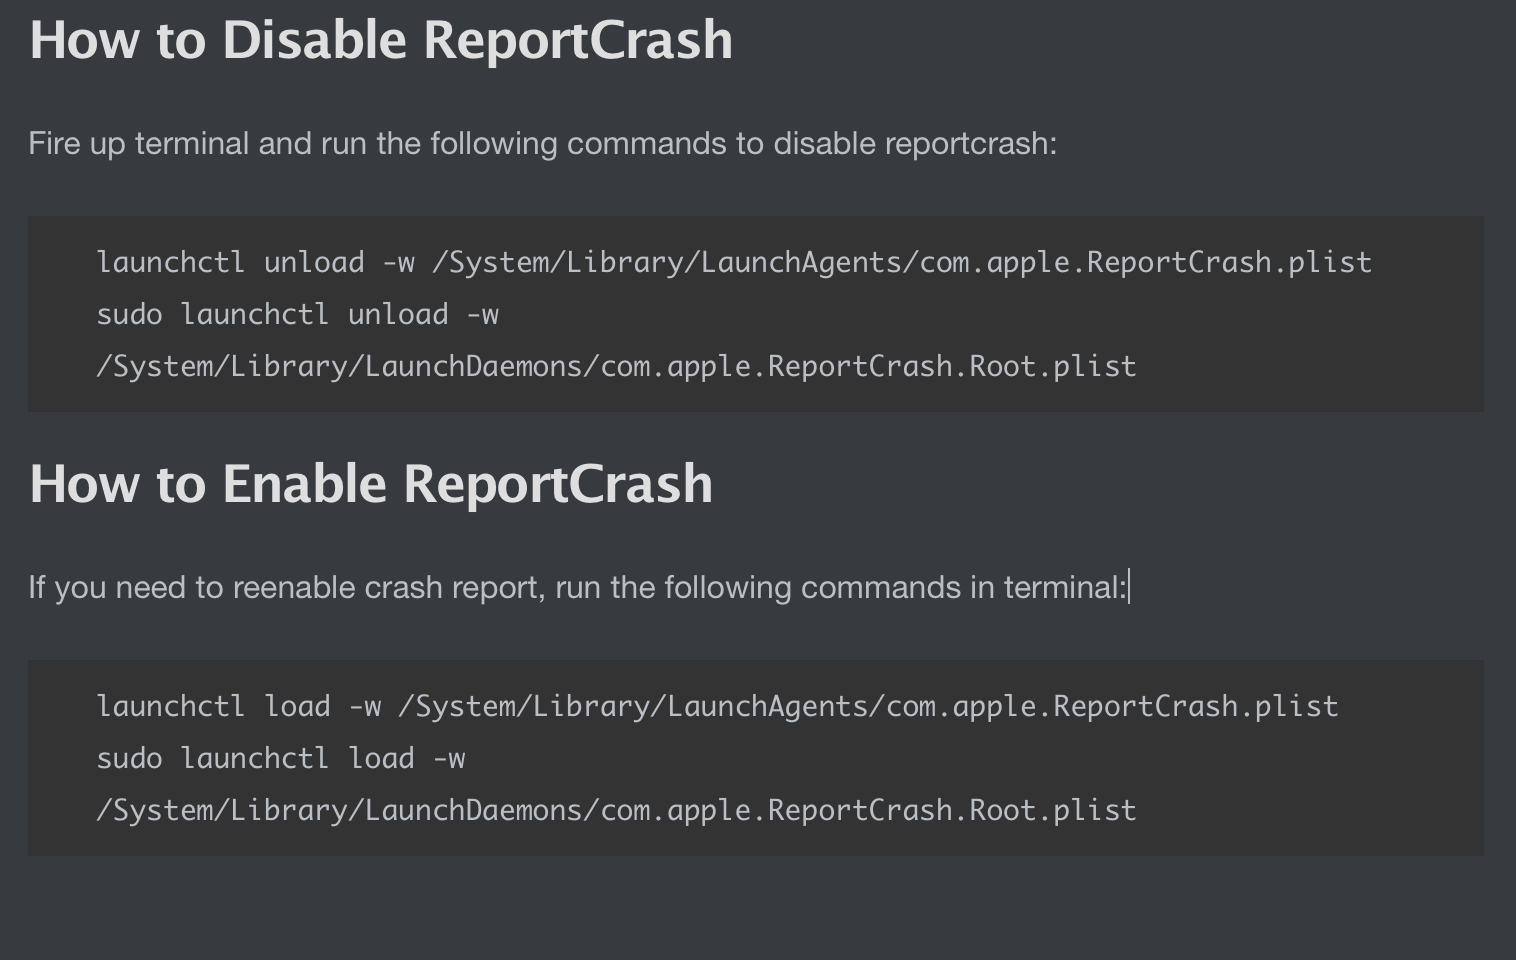 How to Disable ReportCrash
Fire up terminal and run the following commands to disable reportcrash:
launchctl unload -w /System/Library/LaunchAgents/com.apple.ReportCrash.plist
sudo launchctl unload -w
/System/Library/LaunchDaemons/com.apple.ReportCrash.Root.plist
How to Enable ReportCrash
If you need to reenable crash report, run the following commands in terminal:
launchctl load -w /System/Library/LaunchAgents/com.apple.ReportCrash.plist
sudo launchctl load -w
/System/Library/LaunchDaemons/com.apple.ReportCrash.Root.plist